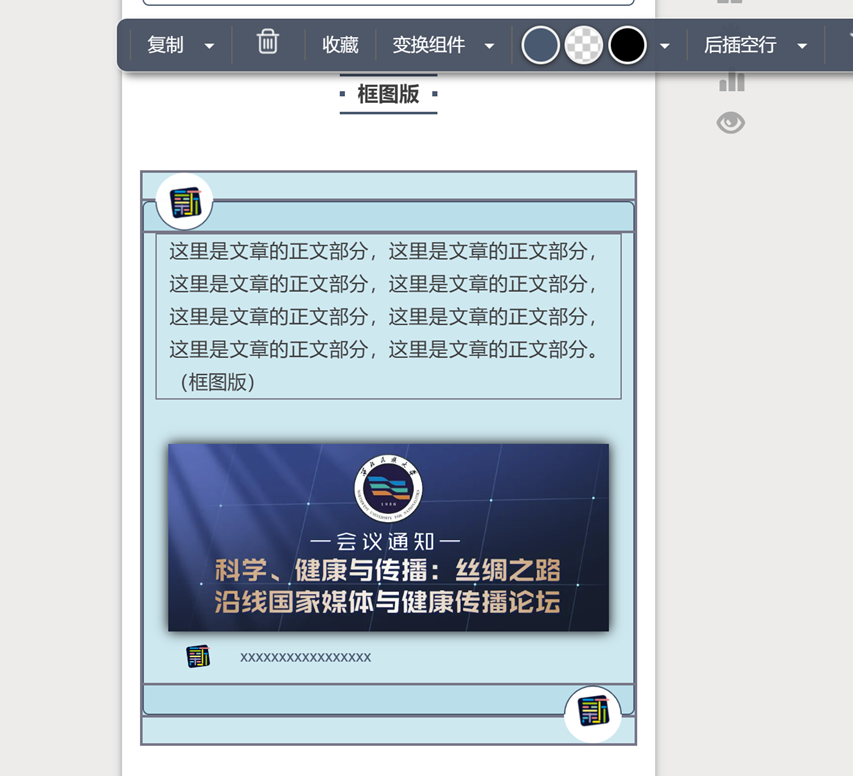 复制
收藏
变换组件
后插空行
框图版
新
这里是文章的正文部分，这里是文章的正文部分，
这里是文章的正文部分，这里是文章的正文部分，
这里是文章的正文部分，这里是文章的正文部分，
这里是文章的正文部分，这里是文章的正文部分。
（框图版）
1950
—会议通知—
科学、健康与传播：丝绸之路
沿线国家媒体与健康传播论坛
新
xxxxxxxxxxxxxxxxx
新